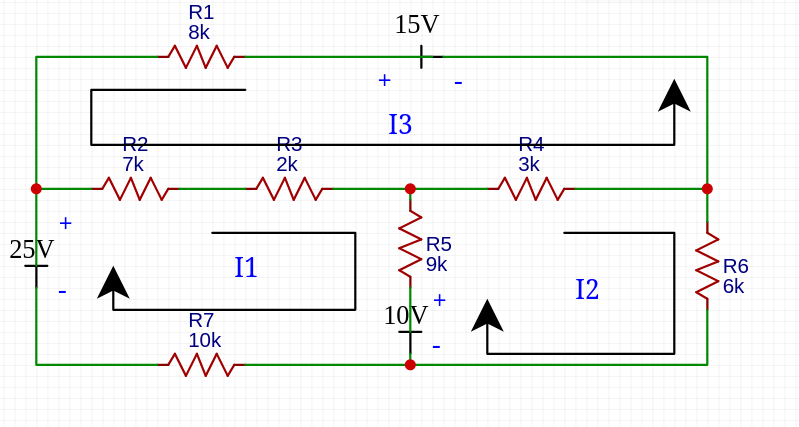 R1
8k
15V
+ -
I3
R2
7k
R3
2k
R4
3k
+
25V
-
I1
R5
9k
I2
R6
6k
+
10V
-
R7
10k